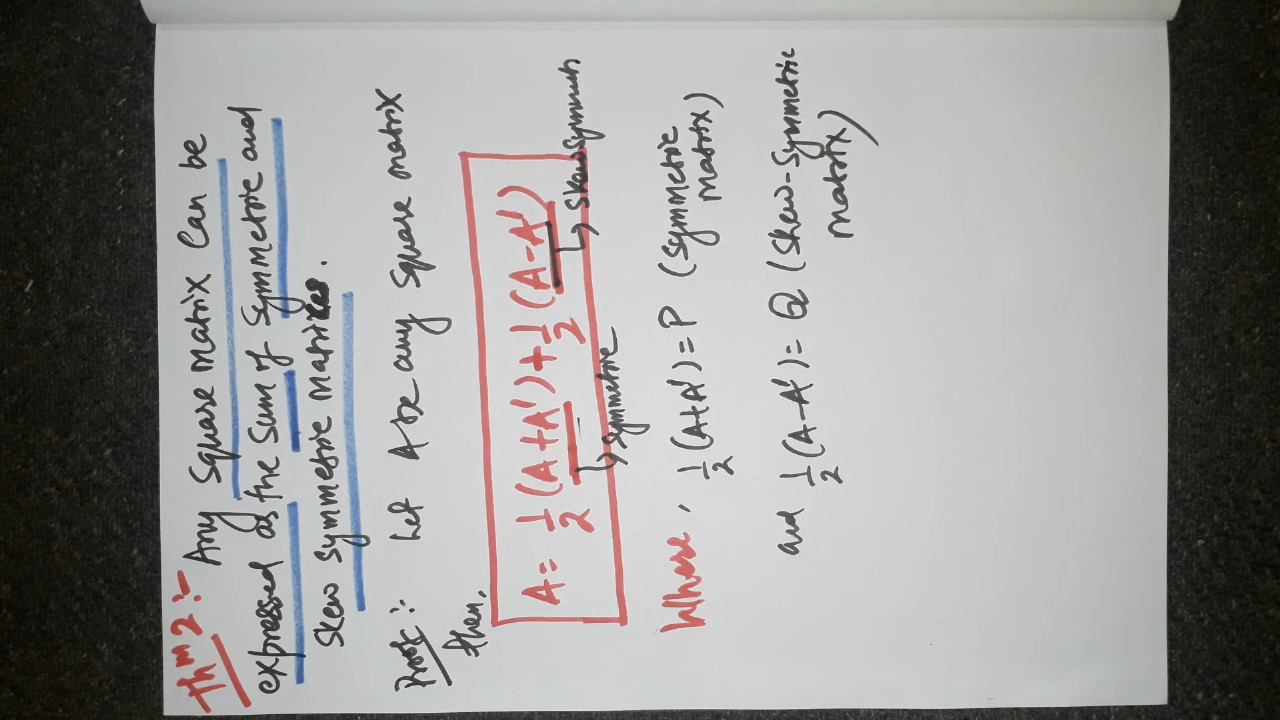 Thm 2:- Any Square matrix Can be
expressed as the Sum of Symmetric and
Skew Symmetric matrices.
Proof:- Let A be any Square matrix
then,
A = 1/2 (A+A') + 1/2 (A-A')
↳ Symmetric ↳ Skew Symmetric
Where, 1/2 (A+A') = P (Symmetric
matrix)
and 1/2 (A-A') = Q (Skew-Symmetric
matrix)